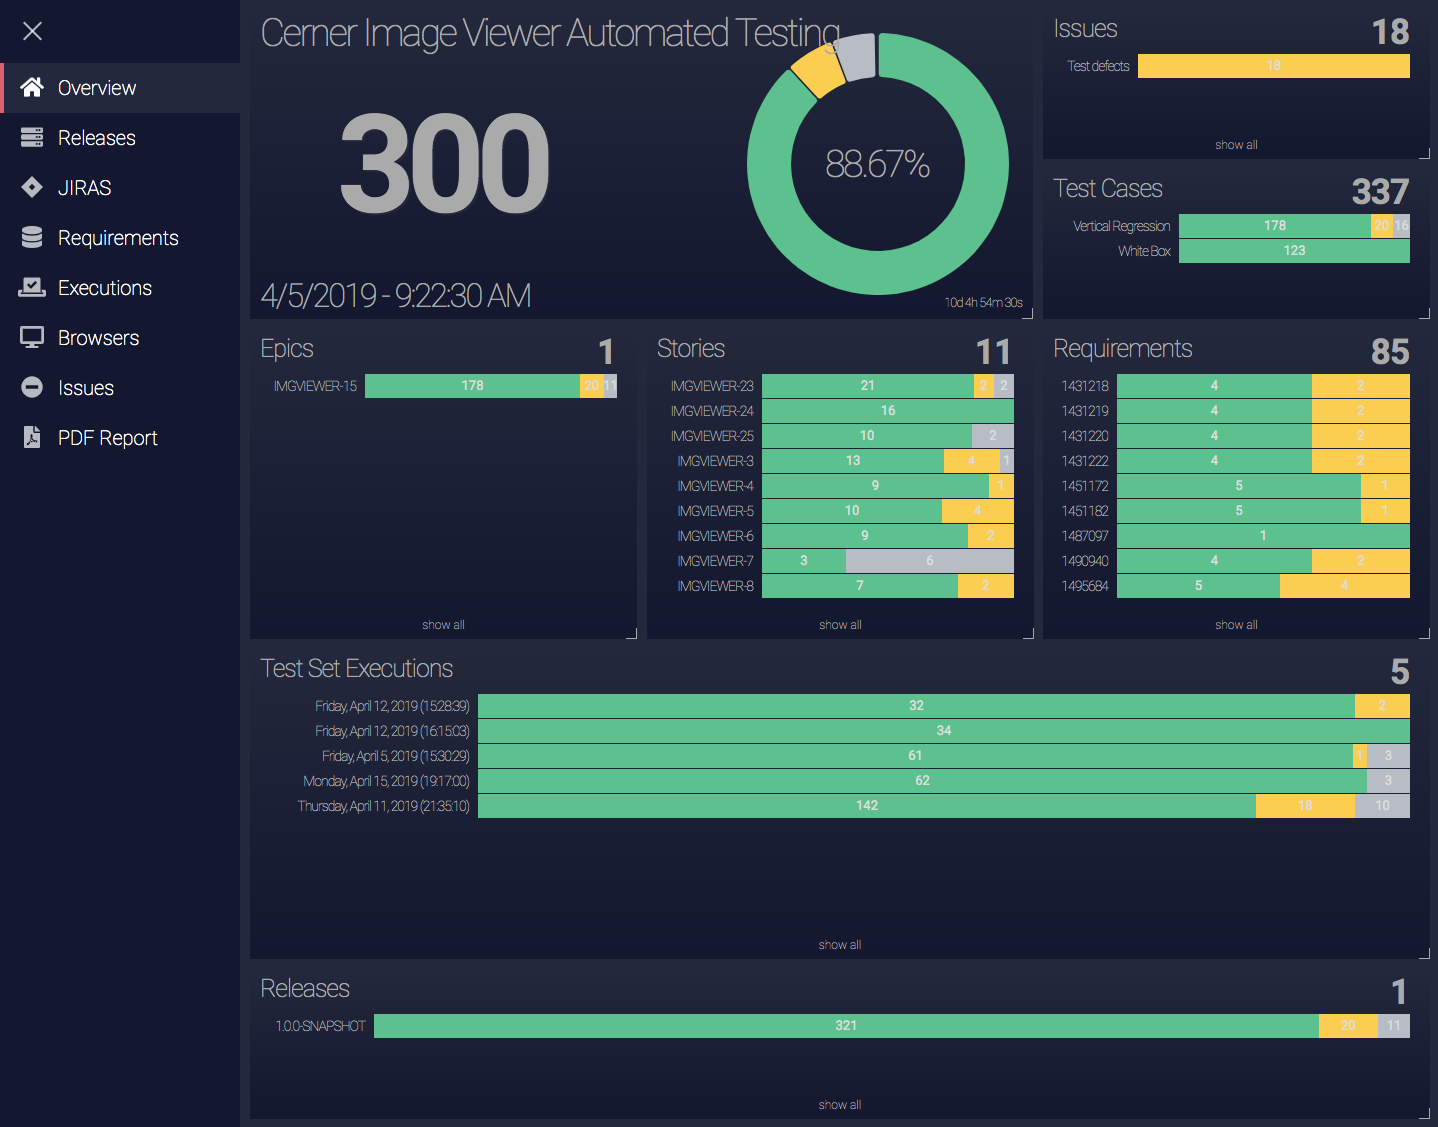 Overview
Releases
JIRAS
Requirements
Executions
Browsers
Issues
PDF Report
Cerner Image Viewer Automated Testing
300
88.67%
4/5/2019 - 9:22:30 AM
10d 4h 54m 30s
Issues 18
Test defects 18
show all
Test Cases 337
Vertical Regression 178 20 16
White Box 123
Epics 1
IMGVIEWER-15 178 20 11
show all
Stories 11
IMGVIEWER-23 21 2 2
IMGVIEWER-24 16
IMGVIEWER-25 10 2
IMGVIEWER-3 13 4 1
IMGVIEWER-4 9 1
IMGVIEWER-5 10 4
IMGVIEWER-6 9 2
IMGVIEWER-7 3 6
IMGVIEWER-8 7 2
show all
Requirements 85
1431218 4 2
1431219 4 2
1431220 4 2
1431222 4 2
1451172 5 1
1451182 5 1
1487097 1
1490940 4 2
1495684 5 4
show all
Test Set Executions 5
Friday, April 12, 2019 (15:28:39) 32 2
Friday, April 12, 2019 (16:15:03) 34
Friday, April 5, 2019 (15:30:29) 61 1 3
Monday, April 15, 2019 (19:17:00) 62 3
Thursday, April 11, 2019 (21:35:10) 142 18 10
show all
Releases 1
1.0.0-SNAPSHOT 321 20 11
show all